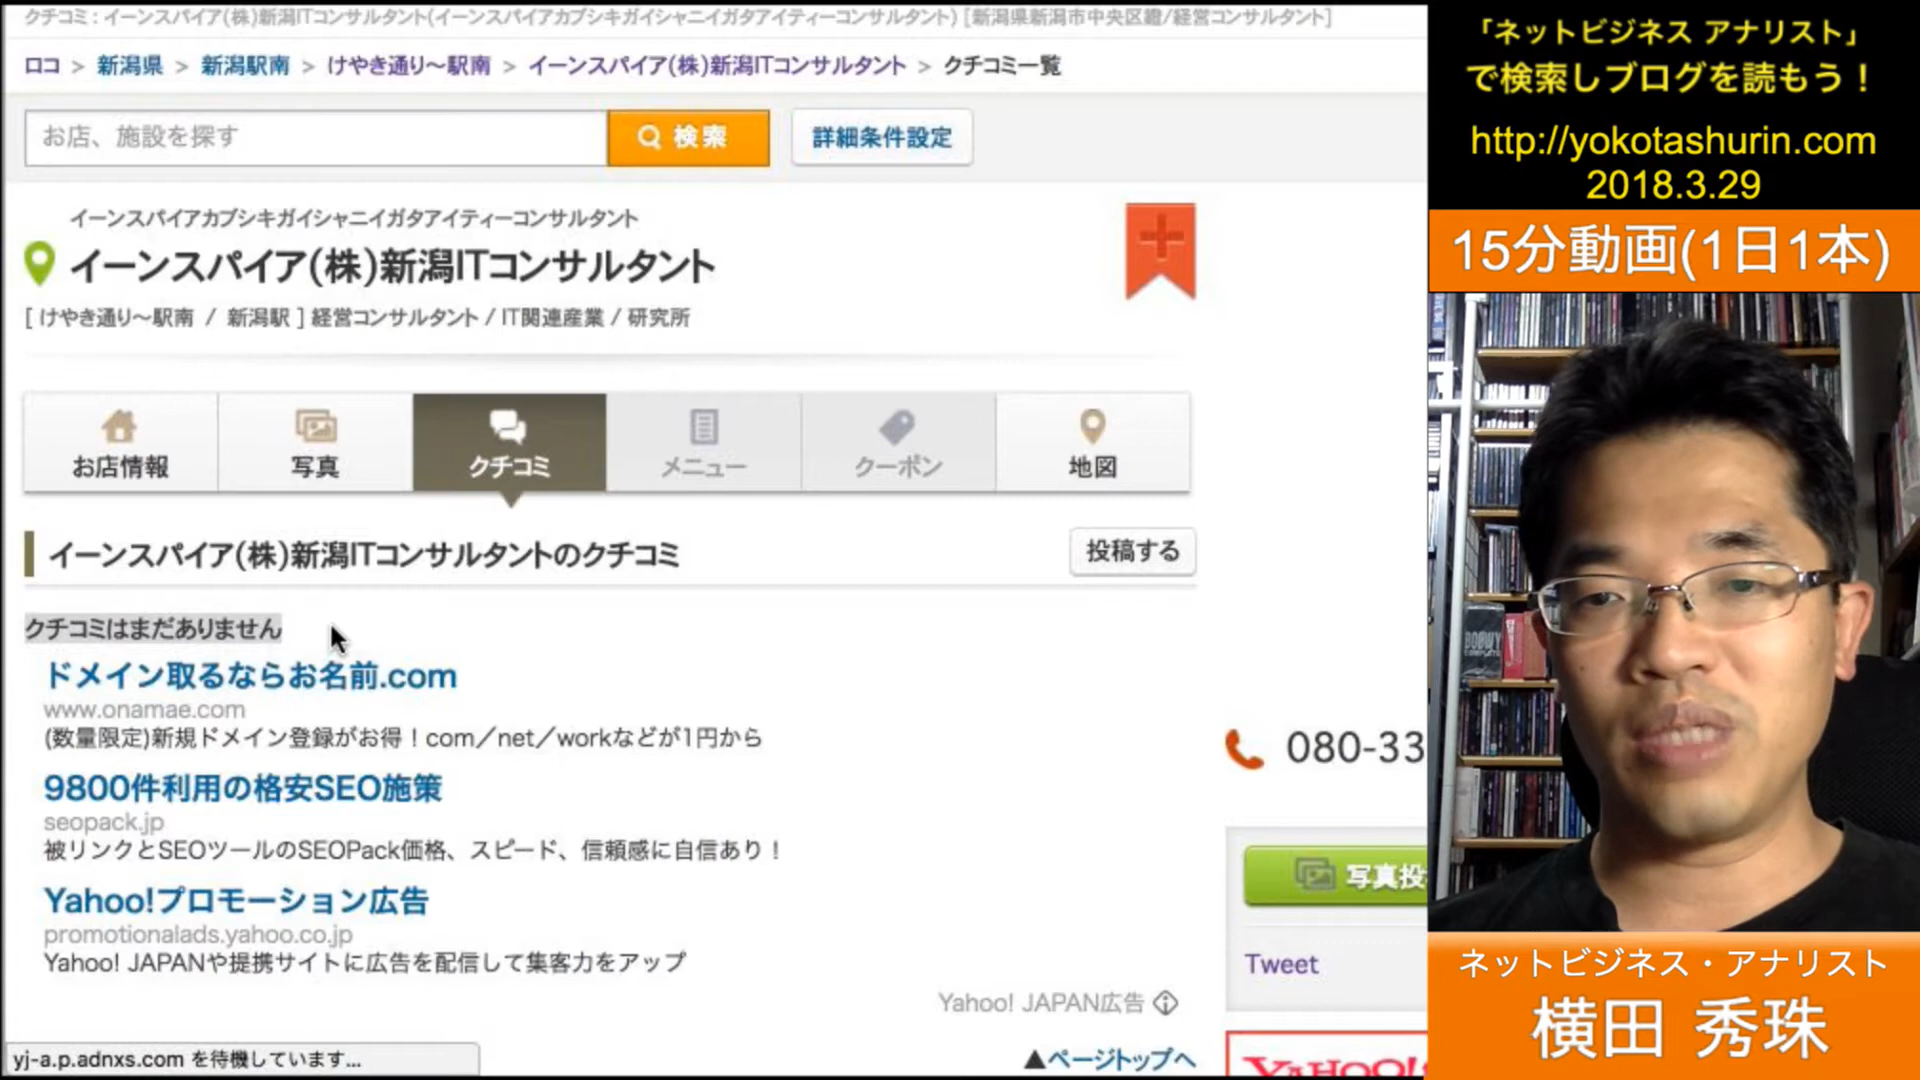 クチコミ : イーンスパイア(株)新潟ITコンサルタント(イーンスパイアカブシキガイシャニイガタアイティーコンサルタント) [新潟県新潟市中央区鐙/経営コンサルタント]
ロコ > 新潟県 > 新潟駅南 > けやき通り〜駅南 > イーンスパイア(株)新潟ITコンサルタント > クチコミ一覧
お店、施設を探す
検索
詳細条件設定
イーンスパイアカブシキガイシャニイガタアイティーコンサルタント
イーンスパイア(株)新潟ITコンサルタント
[ けやき通り〜駅南 / 新潟駅 ] 経営コンサルタント / IT関連産業 / 研究所
お店情報
写真
クチコミ
メニュー
クーポン
地図
イーンスパイア(株)新潟ITコンサルタントのクチコミ
投稿する
クチコミはまだありません
ドメイン取るならお名前.com
www.onamae.com
(数量限定)新規ドメイン登録がお得！com／net／workなどが1円から
9800件利用の格安SEO施策
seopack.jp
被リンクとSEOツールのSEOPack価格、スピード、信頼感に自信あり！
Yahoo!プロモーション広告
promotionalads.yahoo.co.jp
Yahoo! JAPANや提携サイトに広告を配信して集客力をアップ
Yahoo! JAPAN広告
▲ページトップへ
yj-a.p.adnxs.com を待機しています...
080-33
写真投
Tweet
YAHOO!
「ネットビジネス アナリスト」
で検索しブログを読もう！
http://yokotashurin.com
2018.3.29
15分動画(1日1本)
BOØWY
COMPLETE
ネットビジネス・アナリスト
横田 秀珠